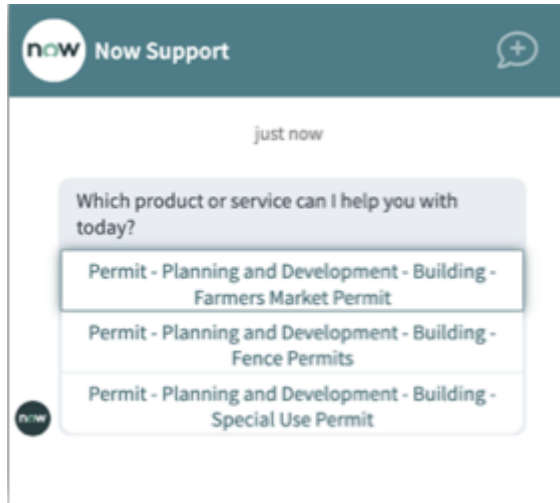 now Now Support
just now
Which product or service can I help you with
today?
Permit - Planning and Development - Building -
Farmers Market Permit
Permit - Planning and Development - Building -
Fence Permits
Permit - Planning and Development - Building -
Special Use Permit
now